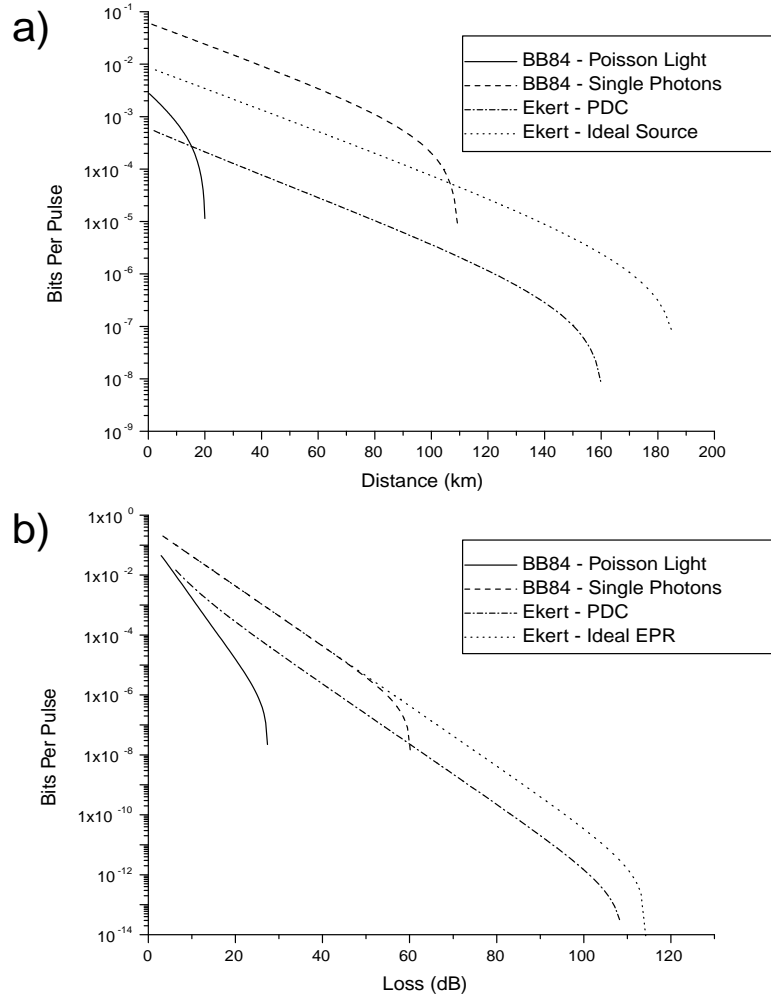 a)
10^-1
10^-2
10^-3
1x10^-4
1x10^-5
10^-6
10^-7
10^-8
10^-9
Bits Per Pulse
0 20 40 60 80 100 120 140 160 180 200
Distance (km)
BB84 - Poisson Light
BB84 - Single Photons
Ekert - PDC
Ekert - Ideal Source
b)
1x10^0
10^-2
10^-4
10^-6
10^-8
1x10^-10
10^-12
10^-14
Bits Per Pulse
0 20 40 60 80 100 120
Loss (dB)
BB84 - Poisson Light
BB84 - Single Photons
Ekert - PDC
Ekert - Ideal EPR